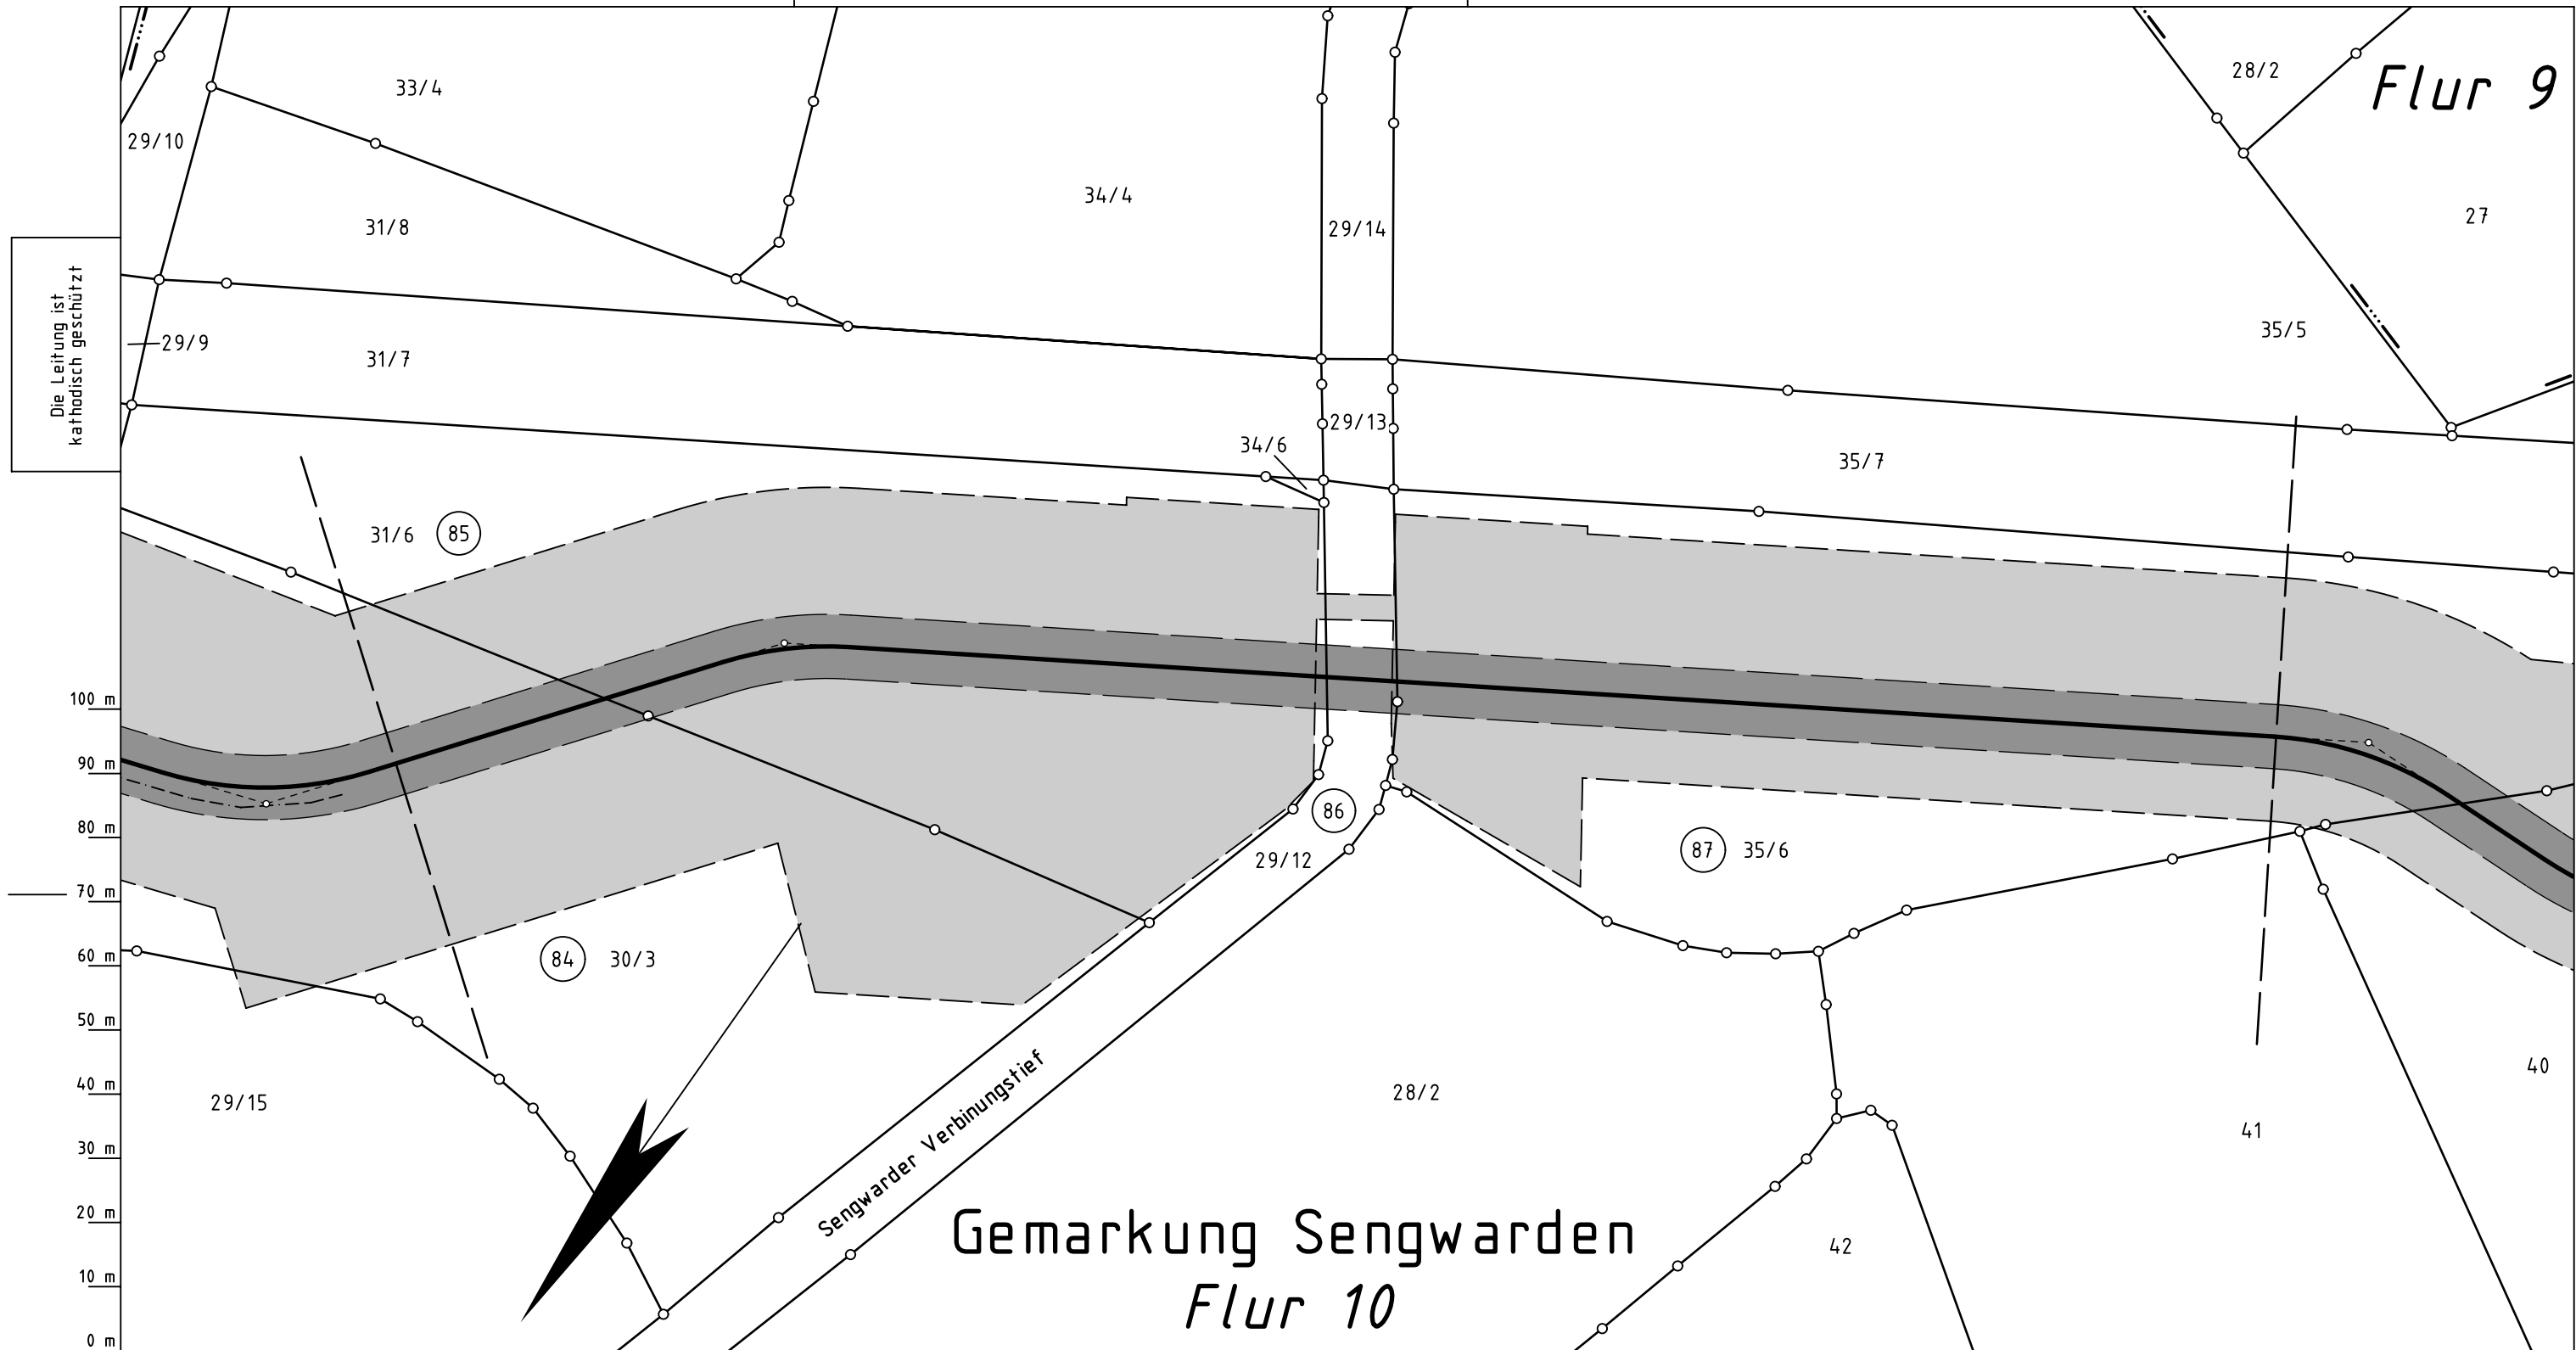 28/2
Flur 9
33/4
29/10
34/4
27
31/8
29/14
Die Leitung ist
kathodisch geschützt
35/5
29/9
31/7
29/13
34/6
35/7
31/6
85
100 m
90 m
80 m
86
87
35/6
29/12
70 m
84
30/3
60 m
50 m
40 m
40
29/15
28/2
41
Sengwarder Verbinungstief
30 m
20 m
Gemarkung Sengwarden
42
10 m
Flur 10
0 m